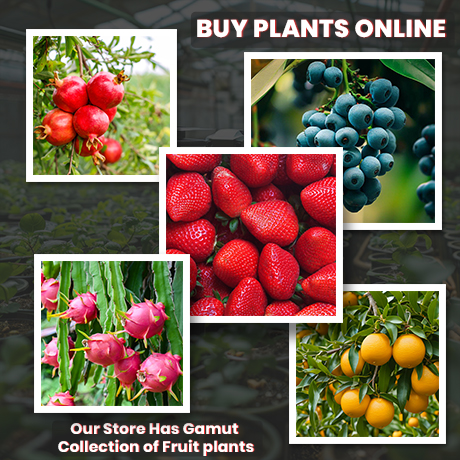 BUY PLANTS ONLINE
Our Store Has Gamut
Collection of Fruit plants